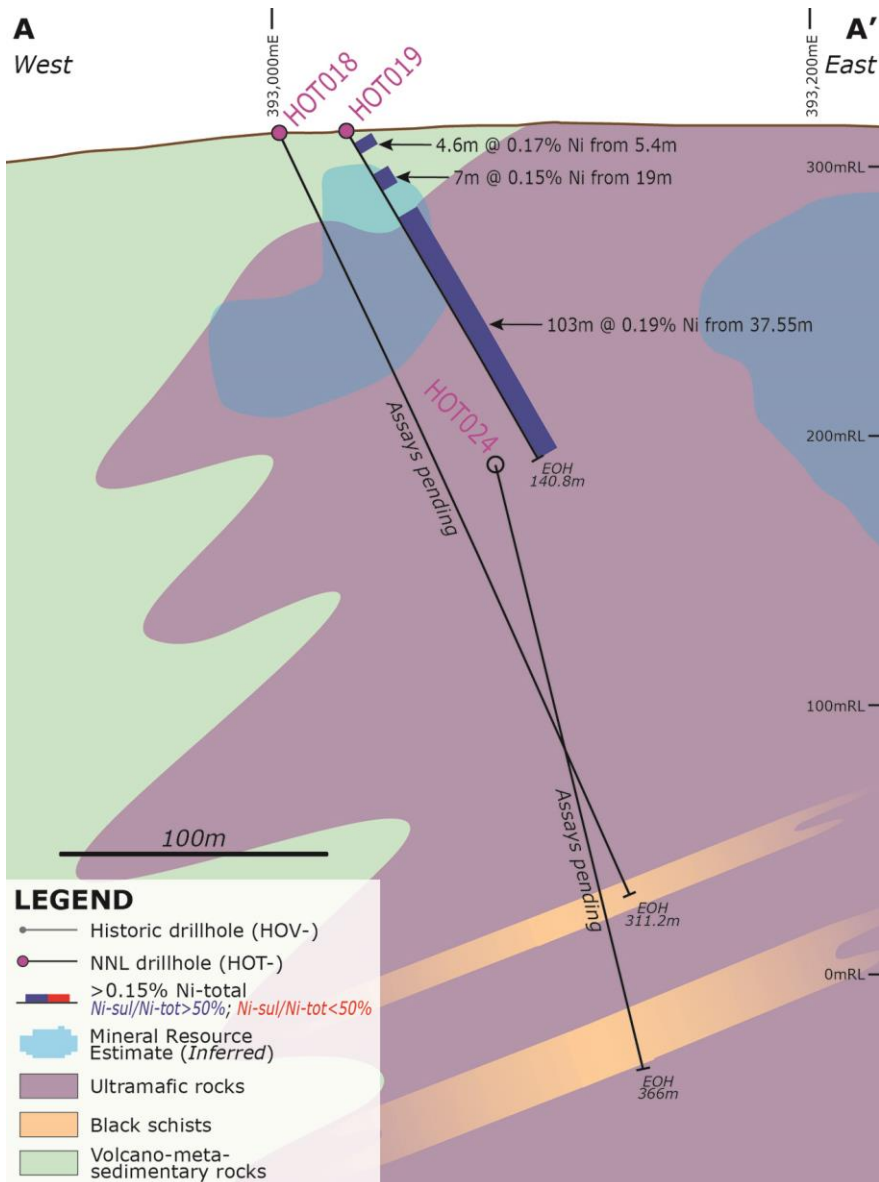 A
West
393,000mE
HOT018
HOT019
393,200mE
A'
East
4.6m @ 0.17% Ni from 5.4m
7m @ 0.15% Ni from 19m
300mRL
103m @ 0.19% Ni from 37.55m
HOT024
Assays pending
200mRL
EOH
140.8m
100mRL
Assays pending
100m
EOH
311.2m
0mRL
EOH
366m
LEGEND
Historic drillhole (HOV-)
NNL drillhole (HOT-)
>0.15% Ni-total
Ni-sul/Ni-tot>50%; Ni-sul/Ni-tot<50%
Mineral Resource
Estimate (Inferred)
Ultramafic rocks
Black schists
Volcano-meta-
sedimentary rocks